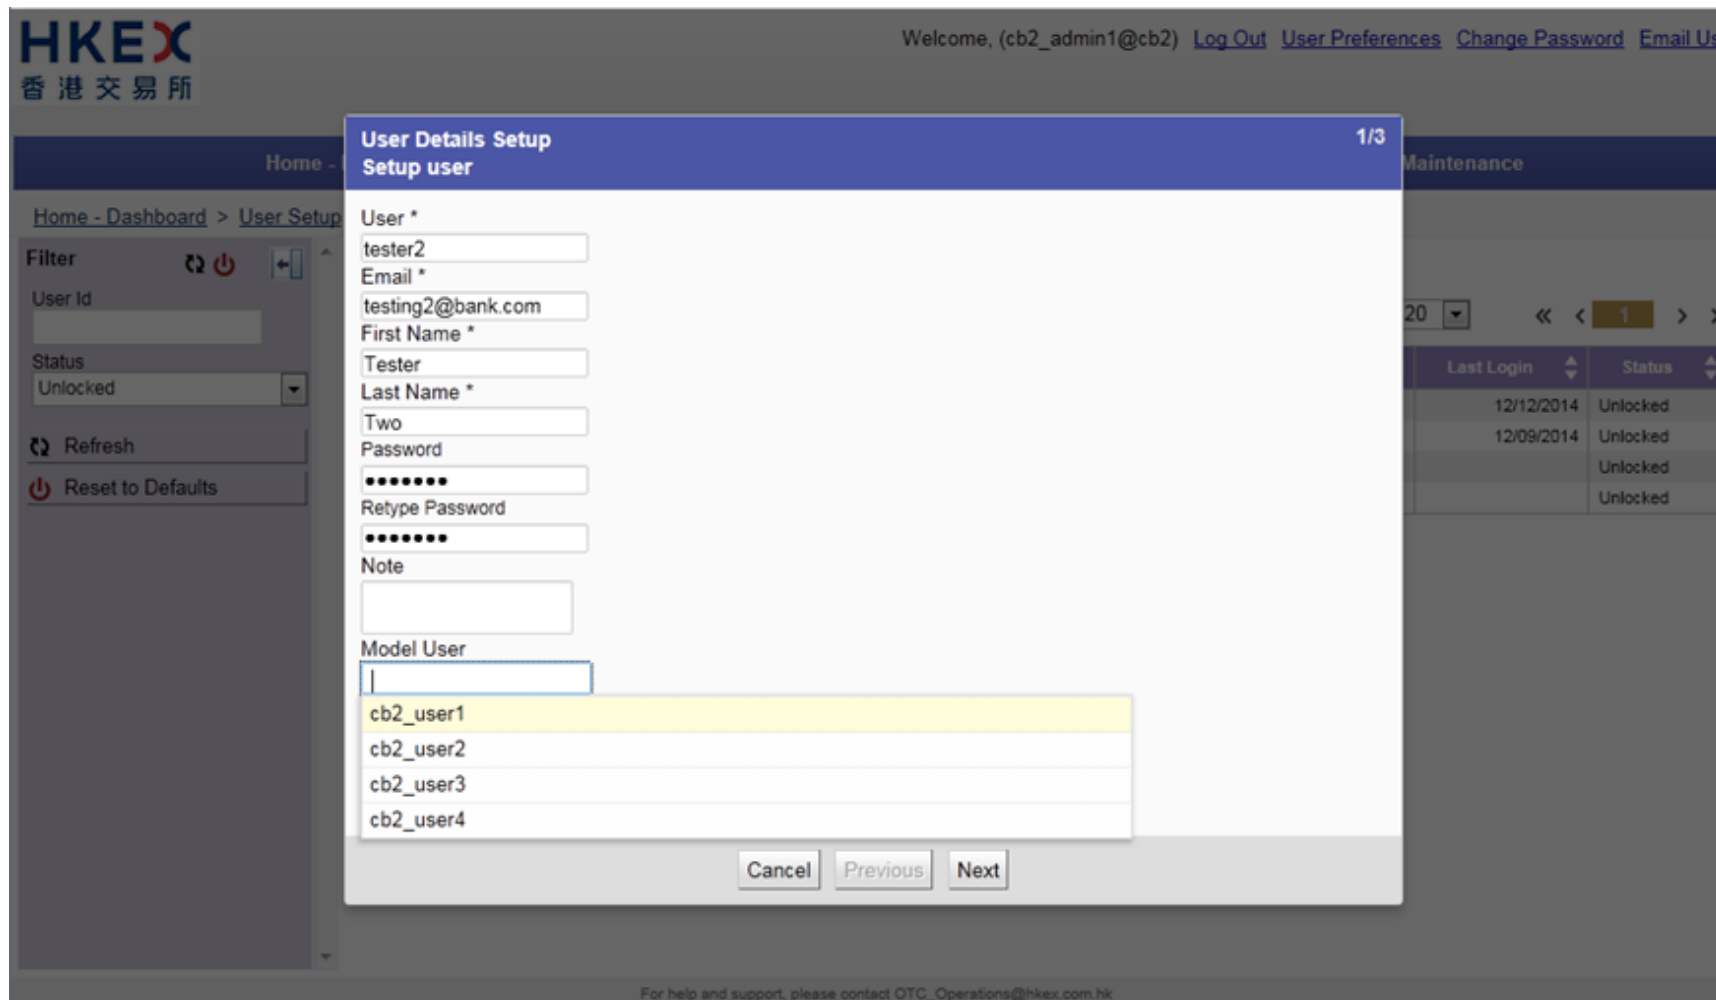 HKEX
香港交易所
Welcome, (cb2_admin1@cb2) Log Out User Preferences Change Password Email Us
Home - Maintenance
Home - Dashboard > User Setup
Filter
User Id
Status
Unlocked
Refresh
Reset to Defaults
User Details Setup 1/3
Setup user
User *
tester2
Email *
testing2@bank.com
First Name *
Tester
Last Name *
Two
Password
•••••••
Retype Password
•••••••
Note
Model User
cb2_user1
cb2_user2
cb2_user3
cb2_user4
Cancel Previous Next
20 « < 1 >
Last Login Status
12/12/2014 Unlocked
12/09/2014 Unlocked
Unlocked
Unlocked
For help and support, please contact OTC_Operations@hkex.com.hk